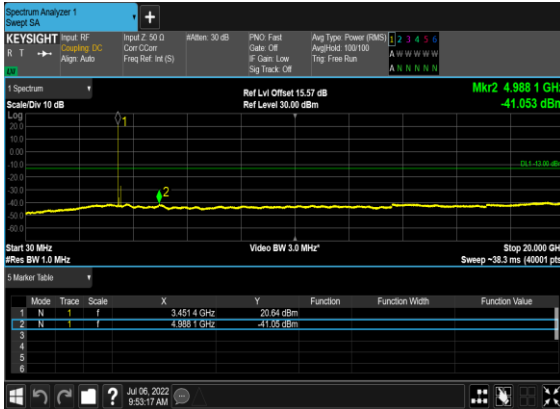 Spectrum Analyzer 1
Swept SA
+
KEYSIGHT Input: RF Input Z: 50 Ω #Atten: 30 dB PNO: Fast Avg Type: Power (RMS) 1 2 3 4 5 6
R T Coupling: DC Corr CCorr Gate: Off Avg|Hold: 100/100 A W W W W W
Align: Auto Freq Ref: Int (S) IF Gain: Low Trig: Free Run
Sig Track: Off A N N N N N
1 Spectrum Ref Lvl Offset 15.57 dB Mkr2 4.988 1 GHz
Scale/Div 10 dB Ref Level 30.00 dBm -41.053 dBm
Log
20.0
10.0
0.00
-10.0
-20.0
-30.0
-40.0
-50.0
-60.0
1
DL1 -13.00 dBm
2
Start 30 MHz Video BW 3.0 MHz* Stop 20.000 GHz
#Res BW 1.0 MHz Sweep ~38.3 ms (40001 pts)
5 Marker Table
Mode Trace Scale X Y Function Function Width Function Value
1 N 1 f 3.451 4 GHz 20.64 dBm
2 N 1 f 4.988 1 GHz -41.05 dBm
3
4
5
6
? Jul 06, 2022
9:53:17 AM